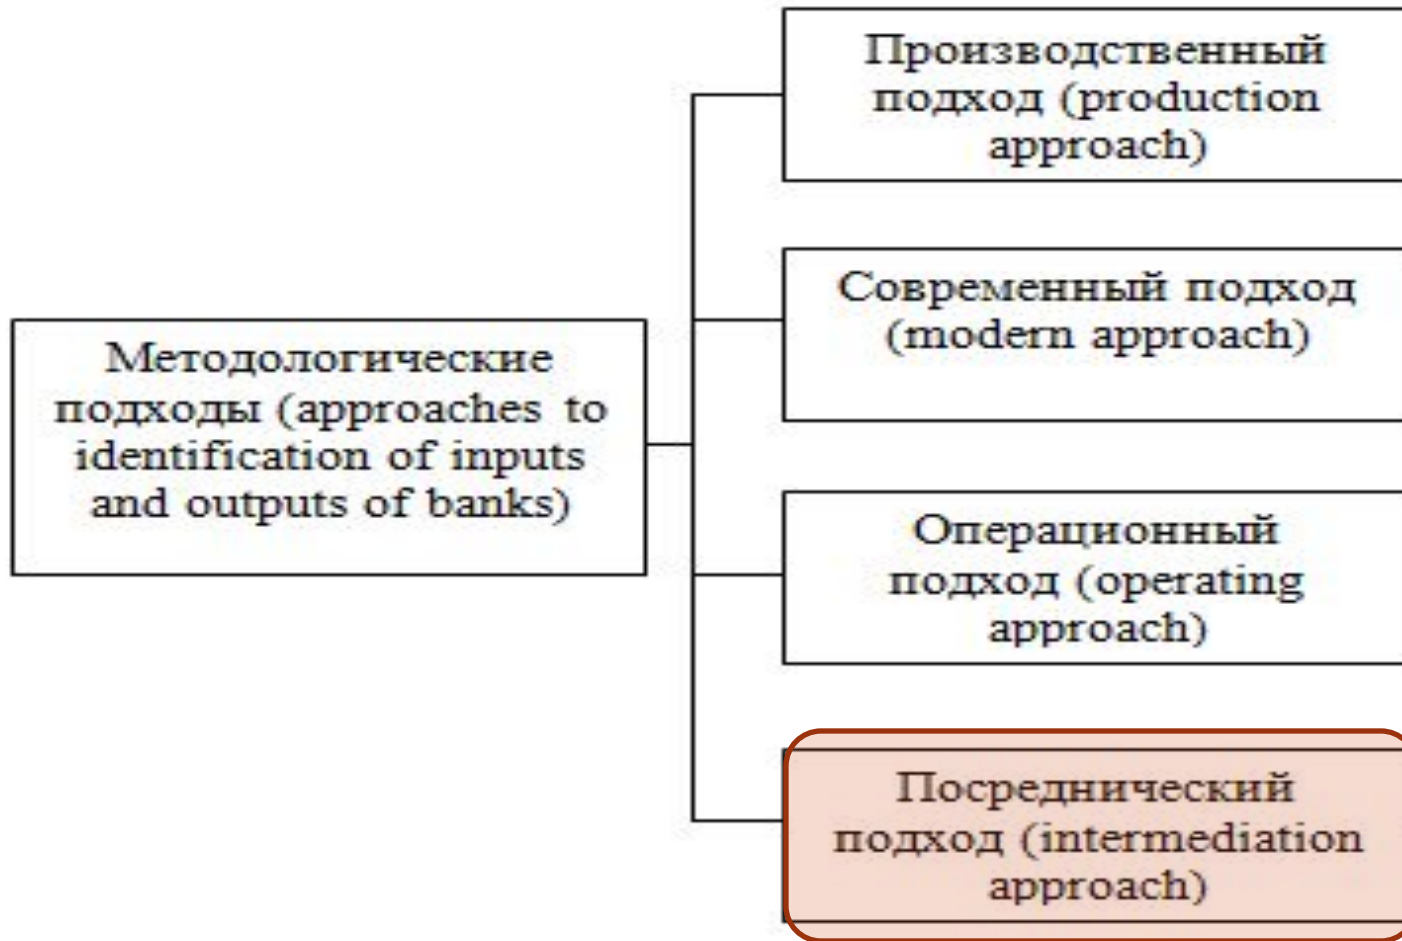 Методологические
подходы (approaches to
identification of inputs
and outputs of banks)
Производственный
подход (production
approach)
Современный подход
(modern approach)
Операционный
подход (operating
approach)
Посреднический
подход (intermediation
approach)